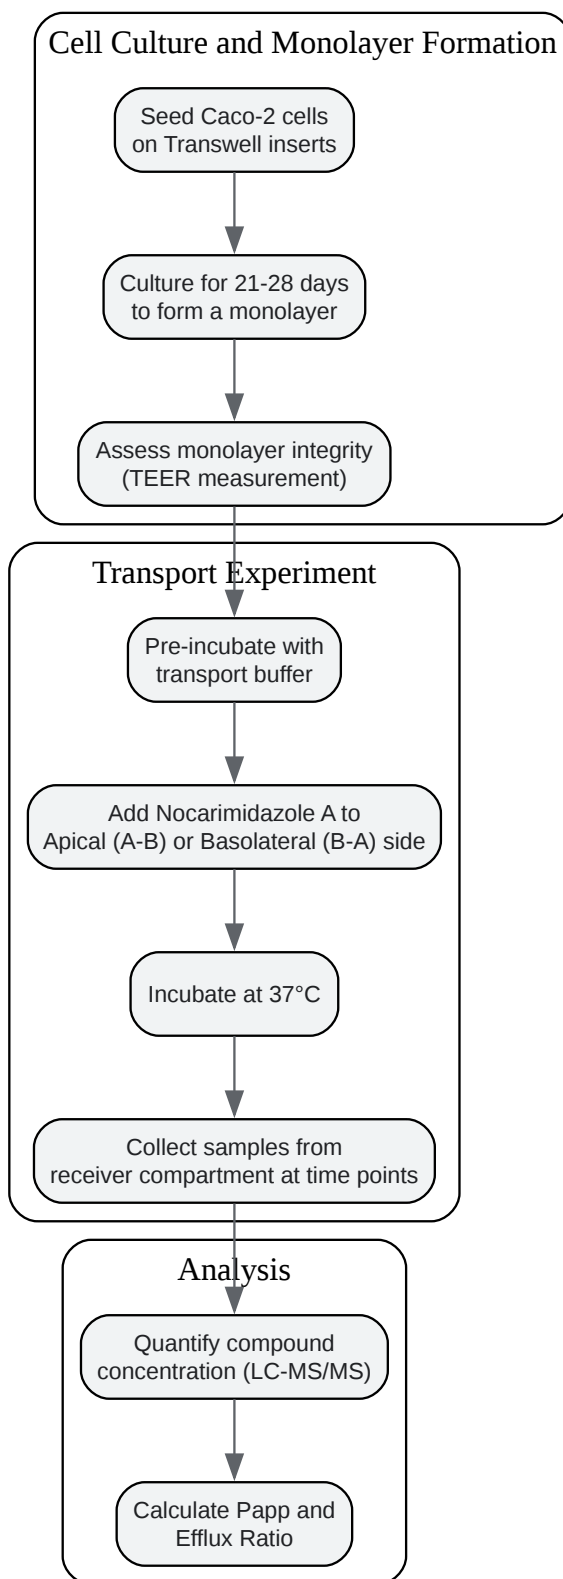 Cell Culture and Monolayer Formation
Seed Caco-2 cells
on Transwell inserts
Culture for 21-28 days
to form a monolayer
Assess monolayer integrity
(TEER measurement)
Transport Experiment
Pre-incubate with
transport buffer
Add Nocarimidazole A to
Apical (A-B) or Basolateral (B-A) side
Incubate at 37°C
Collect samples from
receiver compartment at time points
Analysis
Quantify compound
concentration (LC-MS/MS)
Calculate Papp and
Efflux Ratio